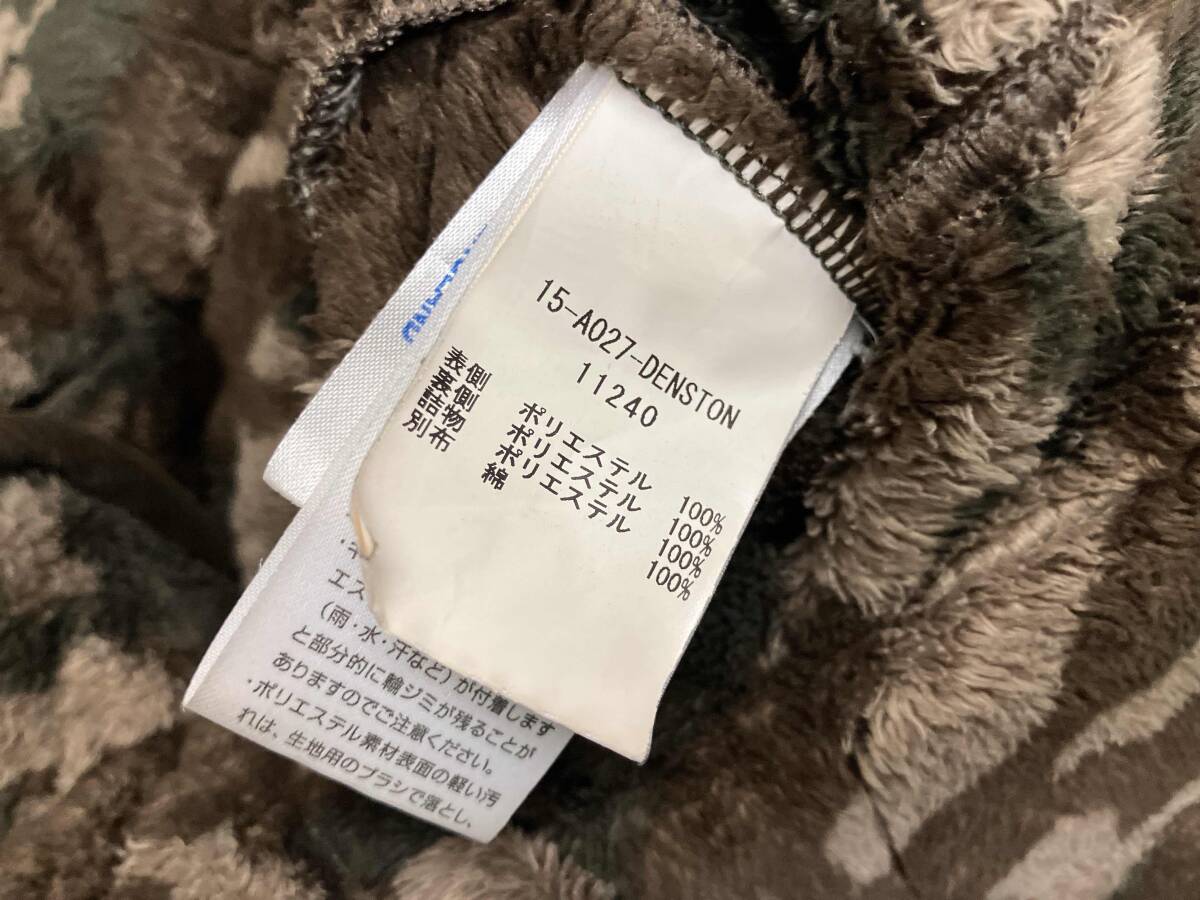 15-A027-DENSTON
11240
表側 ポリエステル 100%
裏側 ポリエステル 100%
詰物 ポリエステル 100%
別布 綿 100%
エス
(雨・水・汗など)が付着します
と部分的に輪ジミが残ることが
ありますのでご注意ください。
・ポリエステル素材表面の軽い汚
れは、生地用のブラシで落とし、